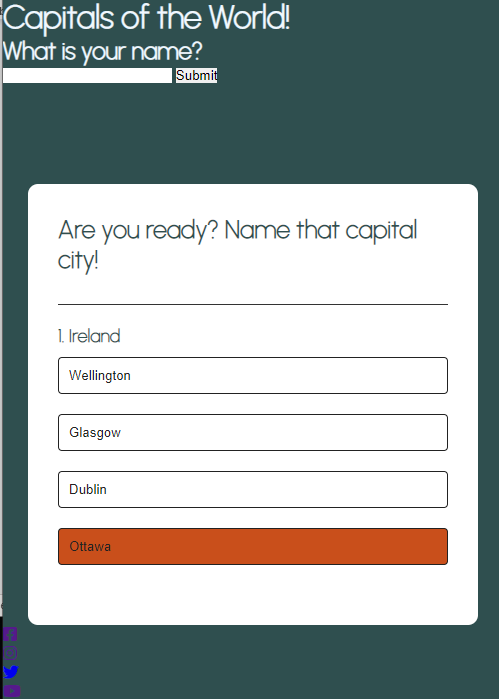 Capitals of the World!
What is your name?
Submit
Are you ready? Name that capital
city!
1. Ireland
Wellington
Glasgow
Dublin
Ottawa